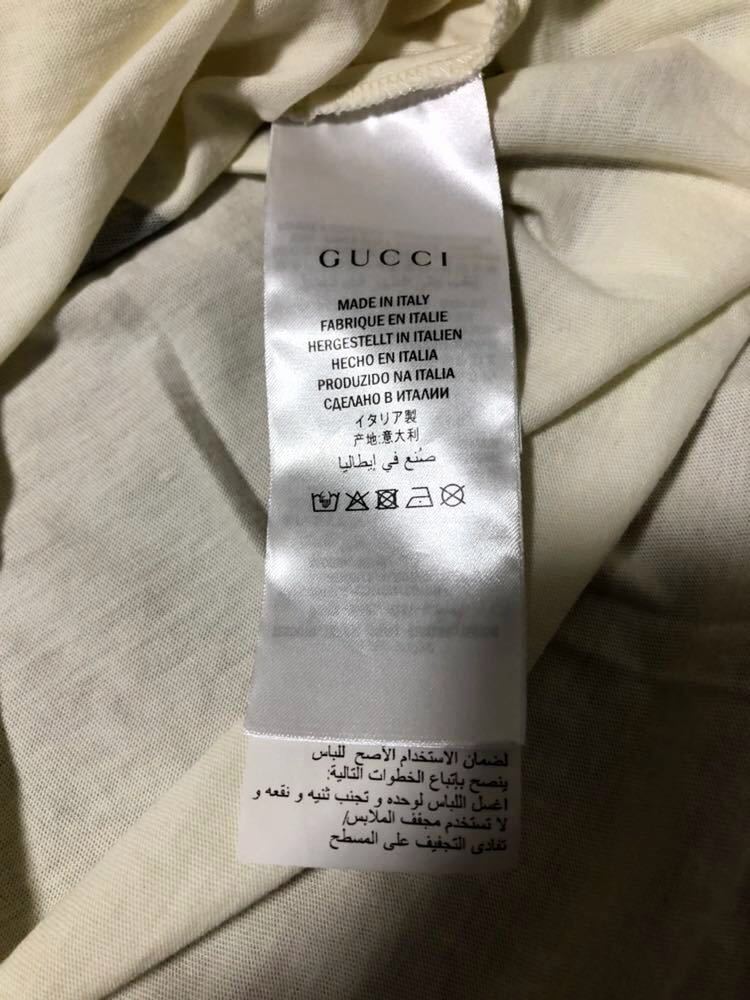 GUCCI
MADE IN ITALY
FABRIQUE EN ITALIE
HERGESTELLT IN ITALIEN
HECHO EN ITALIA
PRODUZIDO NA ITALIA
СДЕЛАНО В ИТАЛИИ
イタリア製
产地:意大利
صُنع في إيطاليا
لضمان الاستخدام الأصح للباس
ينصح بإتباع الخطوات التالية:
اغسل اللباس لوحده و تجنب ثنيه و نقعه و
لا تستخدم مجفف الملابس/
تفادى التجفيف على المسطح